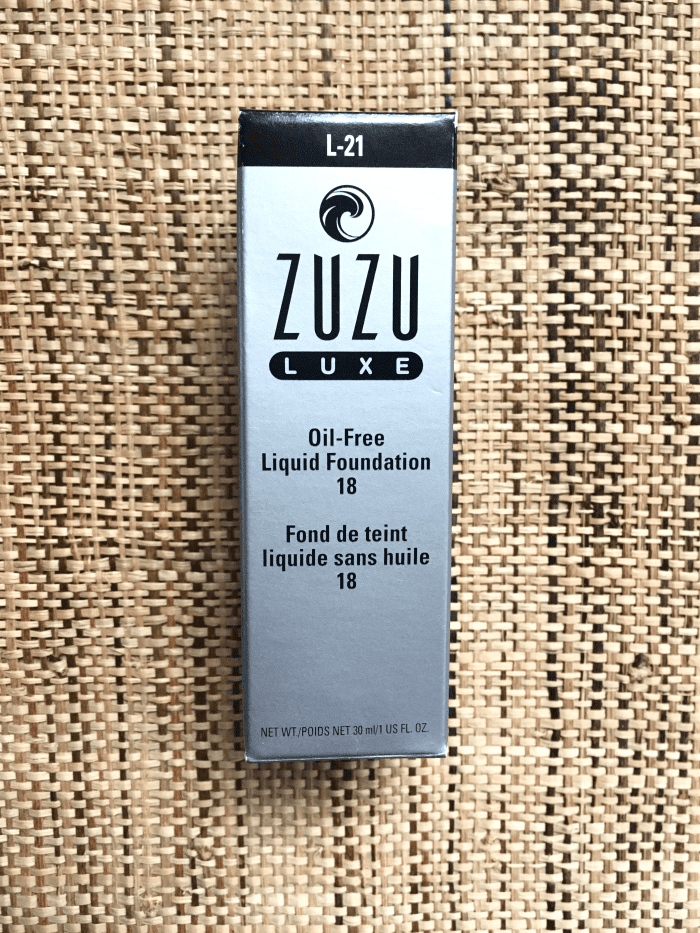 L-21
ZUZU
LUXE
Oil-Free
Liquid Foundation
18
Fond de teint
liquide sans huile
18
NET WT./POIDS NET 30 ml/1 US FL. OZ.